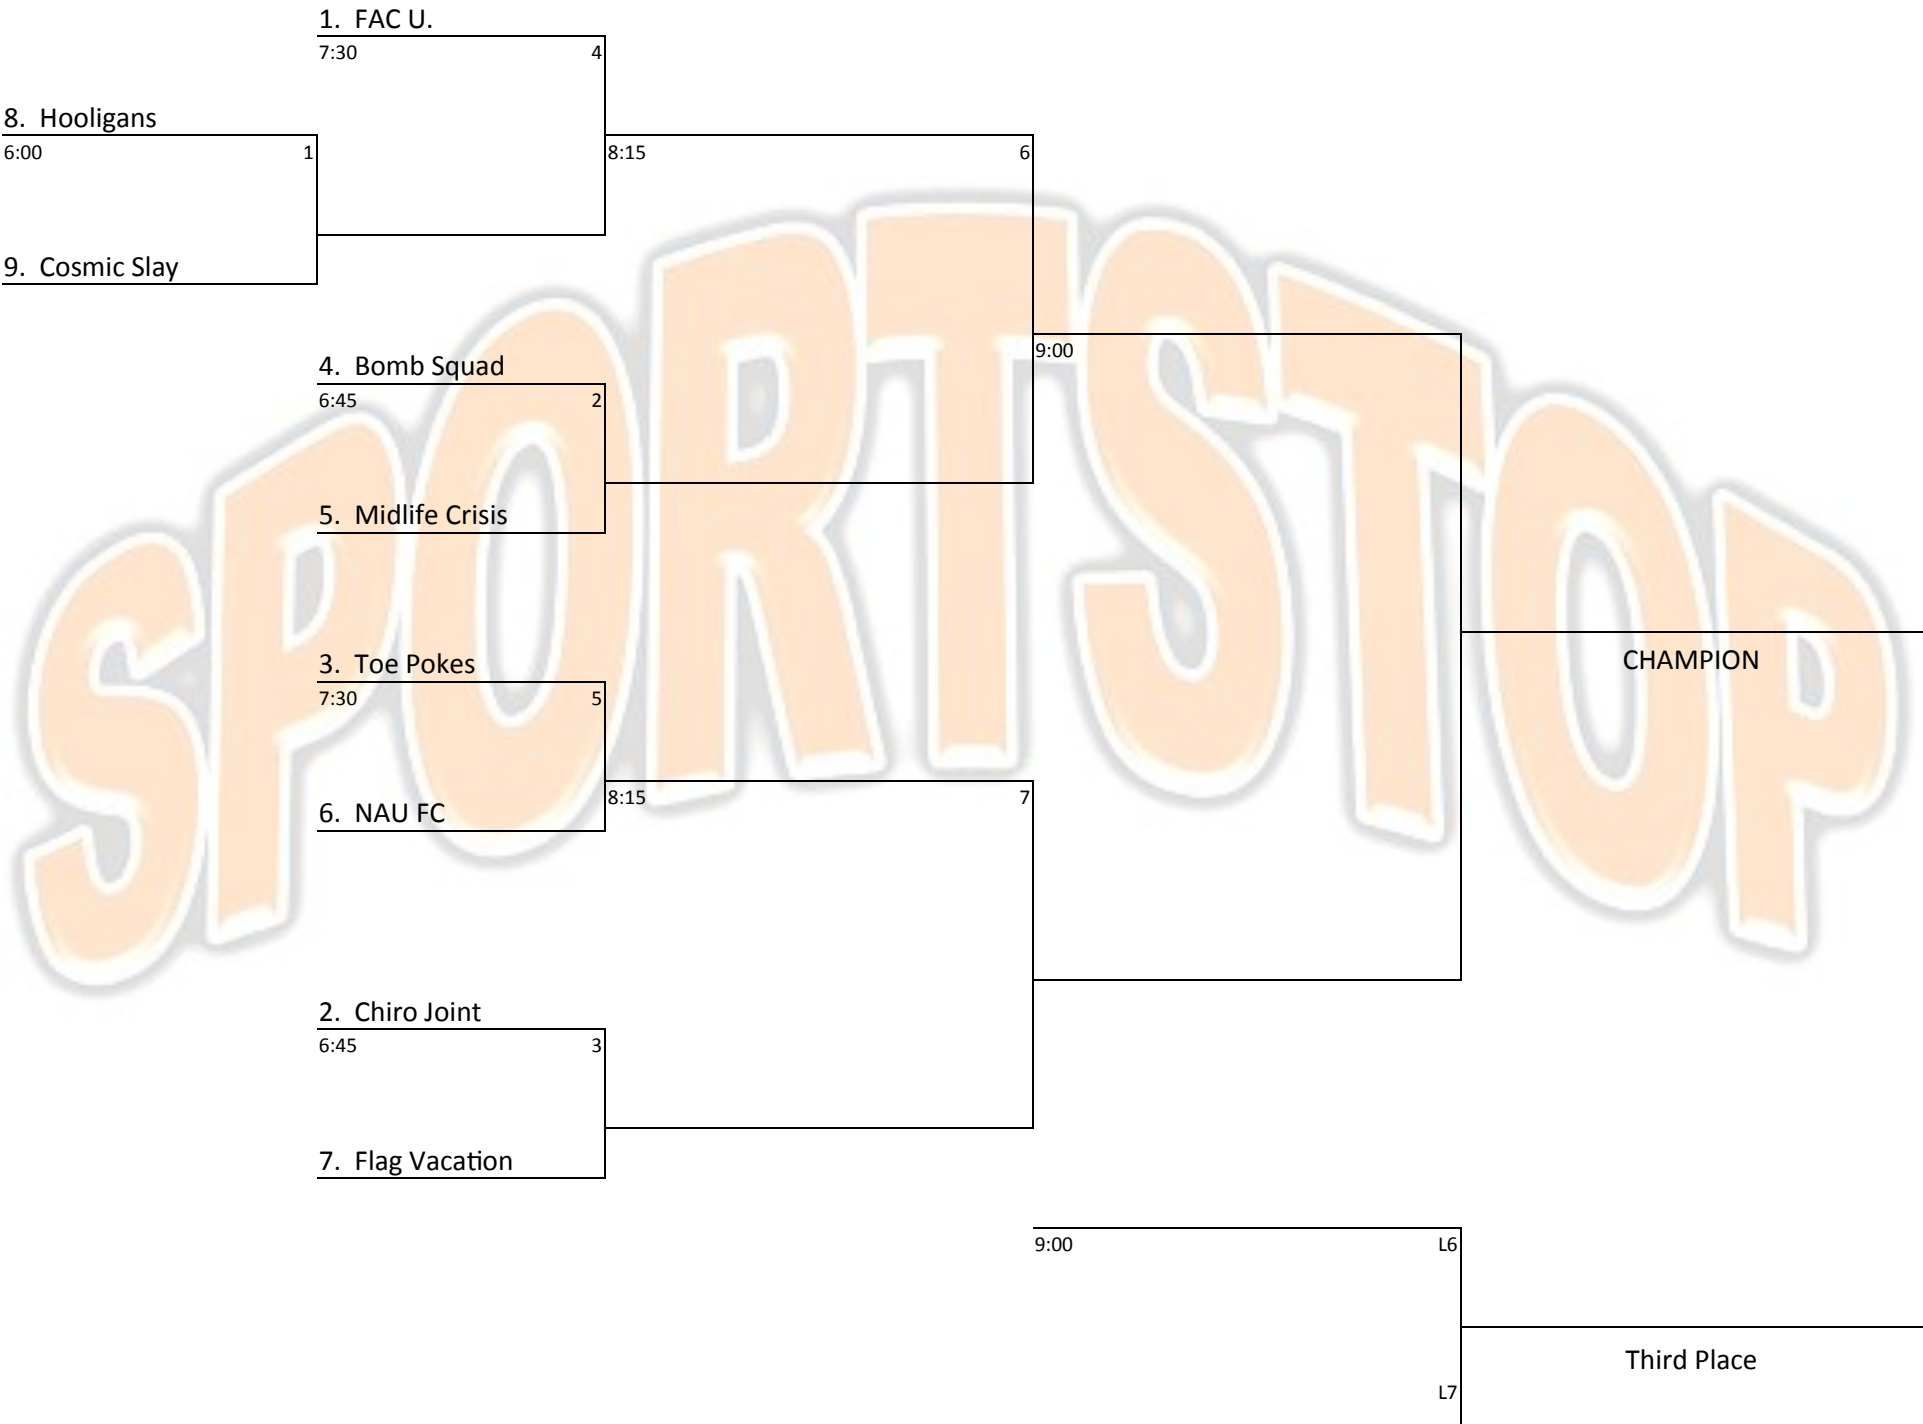 1. FAC U.
7:30 4
8. Hooligans
6:00 1
8:15 6
9. Cosmic Slay
9:00
4. Bomb Squad
6:45 2
5. Midlife Crisis
SPORTSTOP
CHAMPION
3. Toe Pokes
7:30 5
8:15 7
6. NAU FC
2. Chiro Joint
6:45 3
7. Flag Vacation
9:00 L6
Third Place
L7